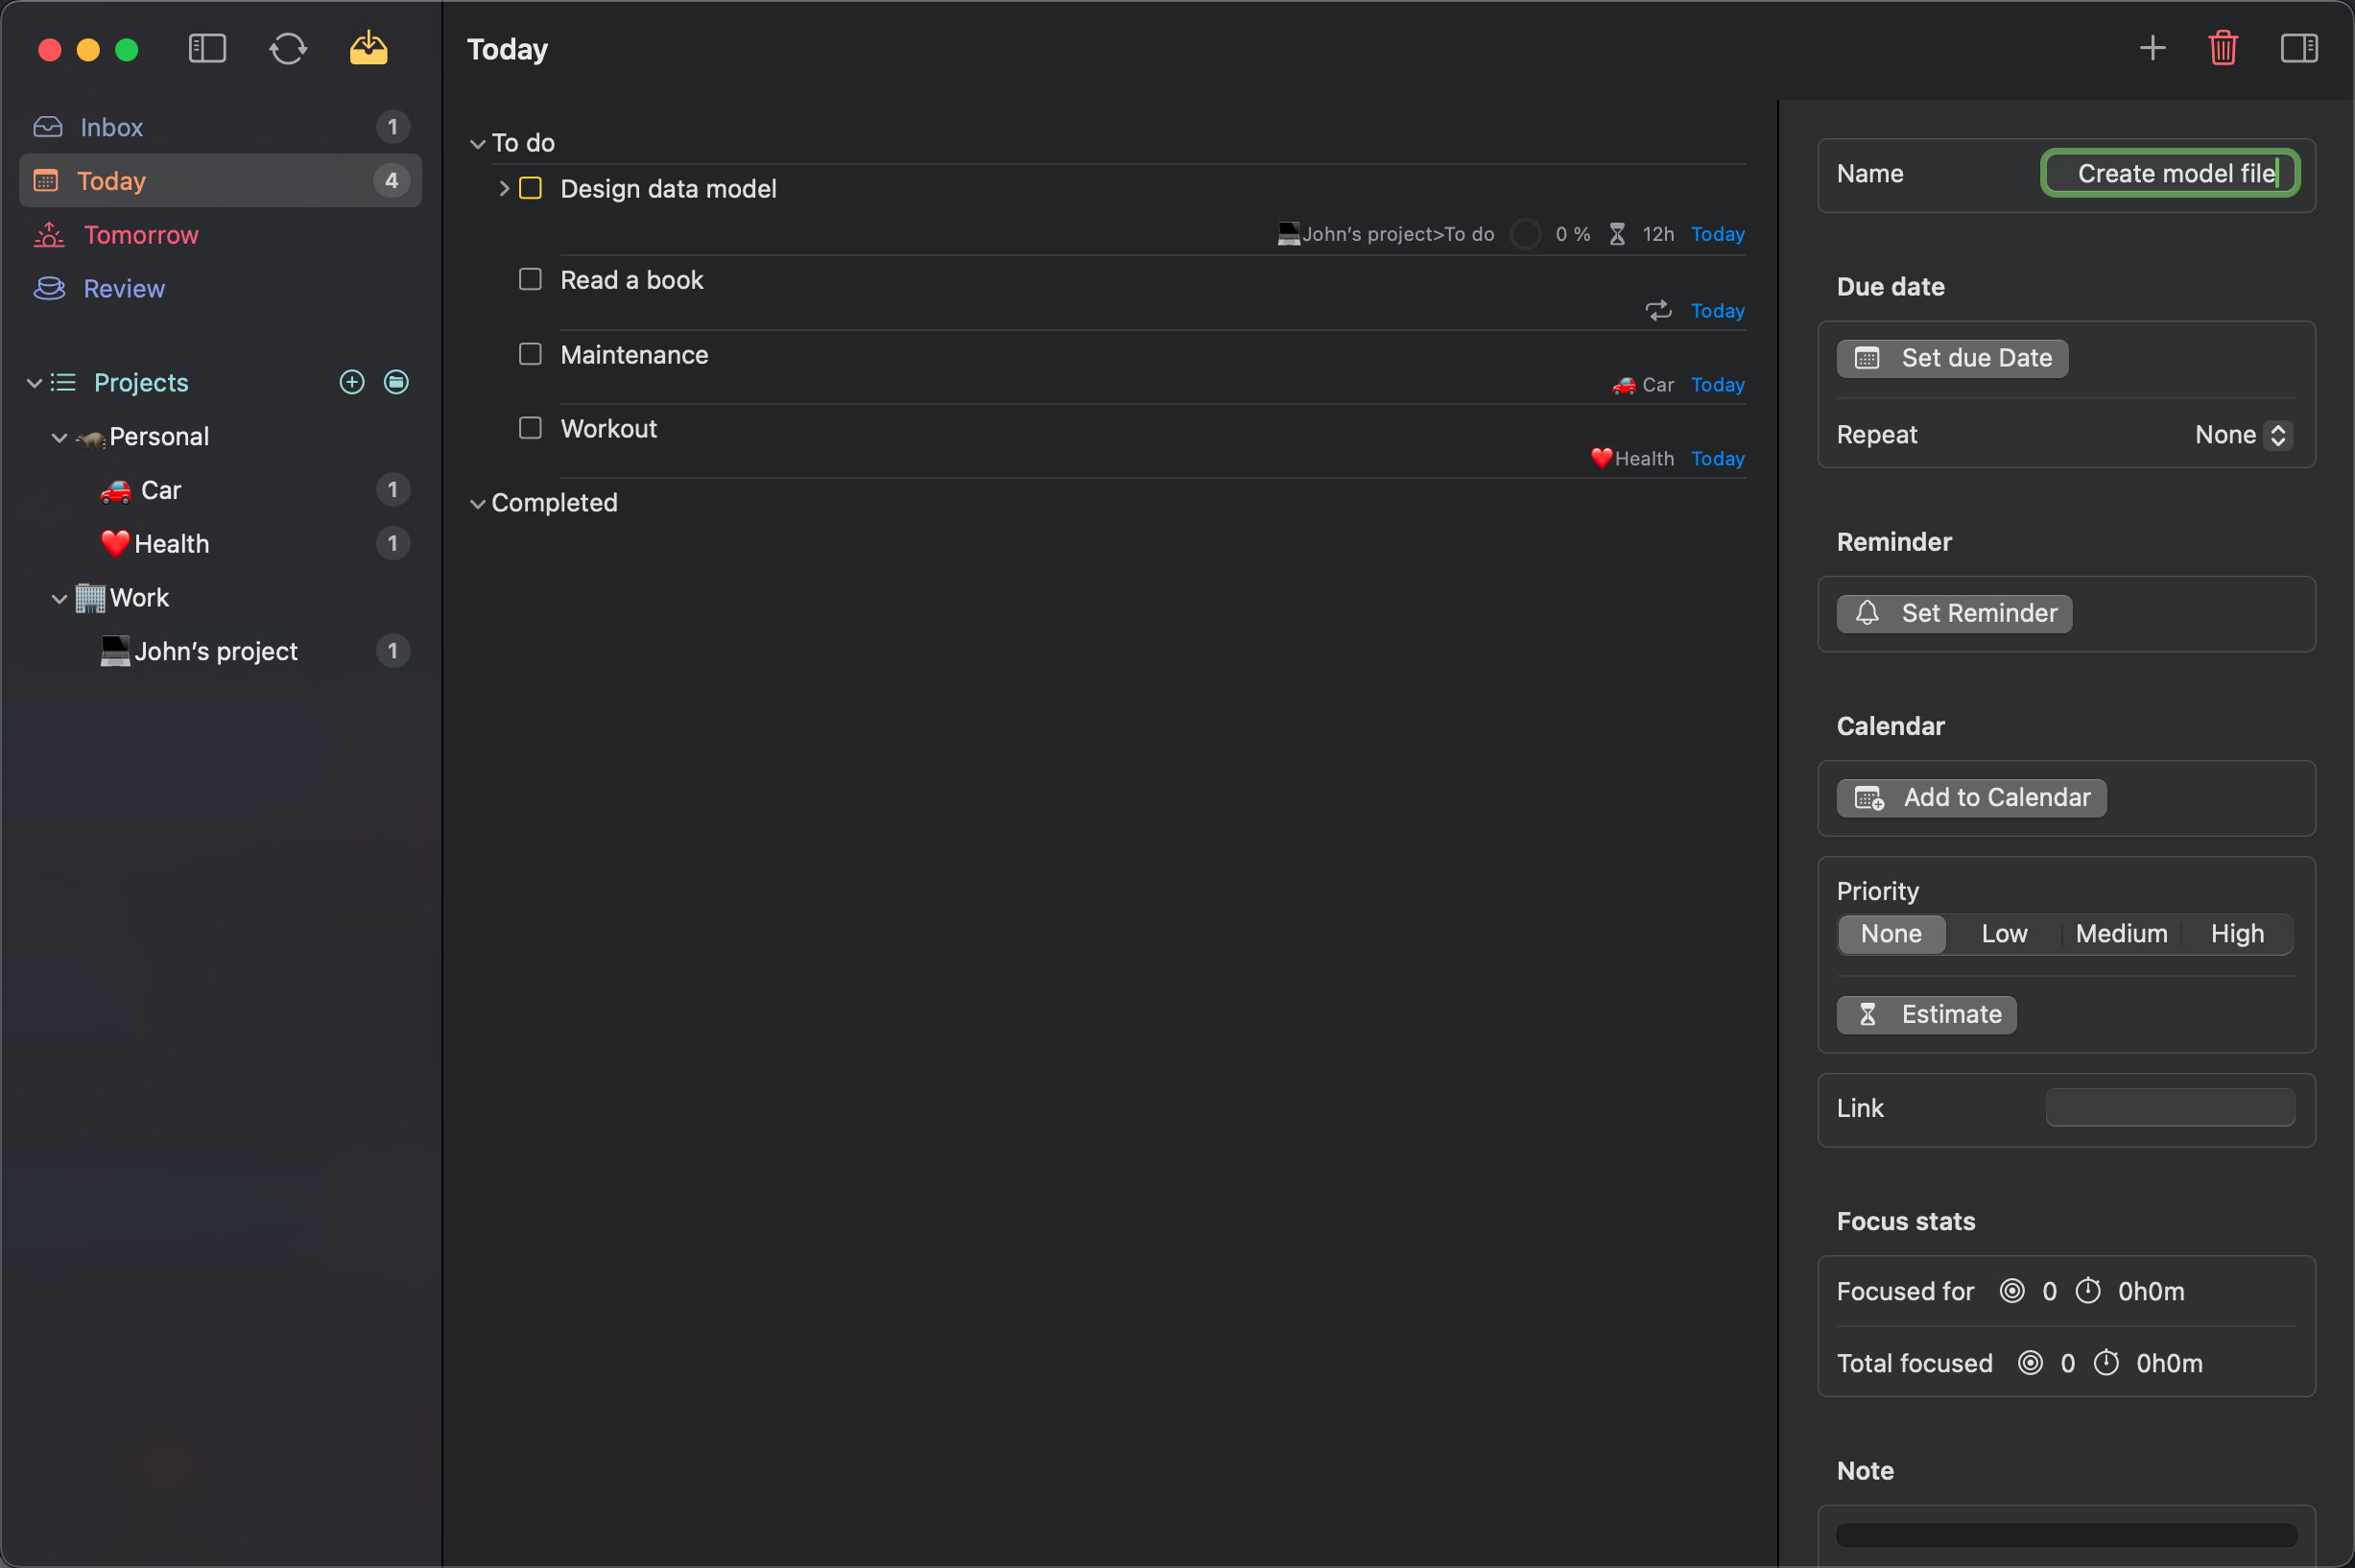 Today
Inbox 1
Today 4
Tomorrow
Review
Projects
Personal
Car 1
Health 1
Work
John’s project 1
To do
Design data model
John’s project>To do 0 % 12h Today
Read a book
Today
Maintenance
Car Today
Workout
Health Today
Completed
Name Create model file
Due date
Set due Date
Repeat None
Reminder
Set Reminder
Calendar
Add to Calendar
Priority
None Low Medium High
Estimate
Link
Focus stats
Focused for 0 0h0m
Total focused 0 0h0m
Note